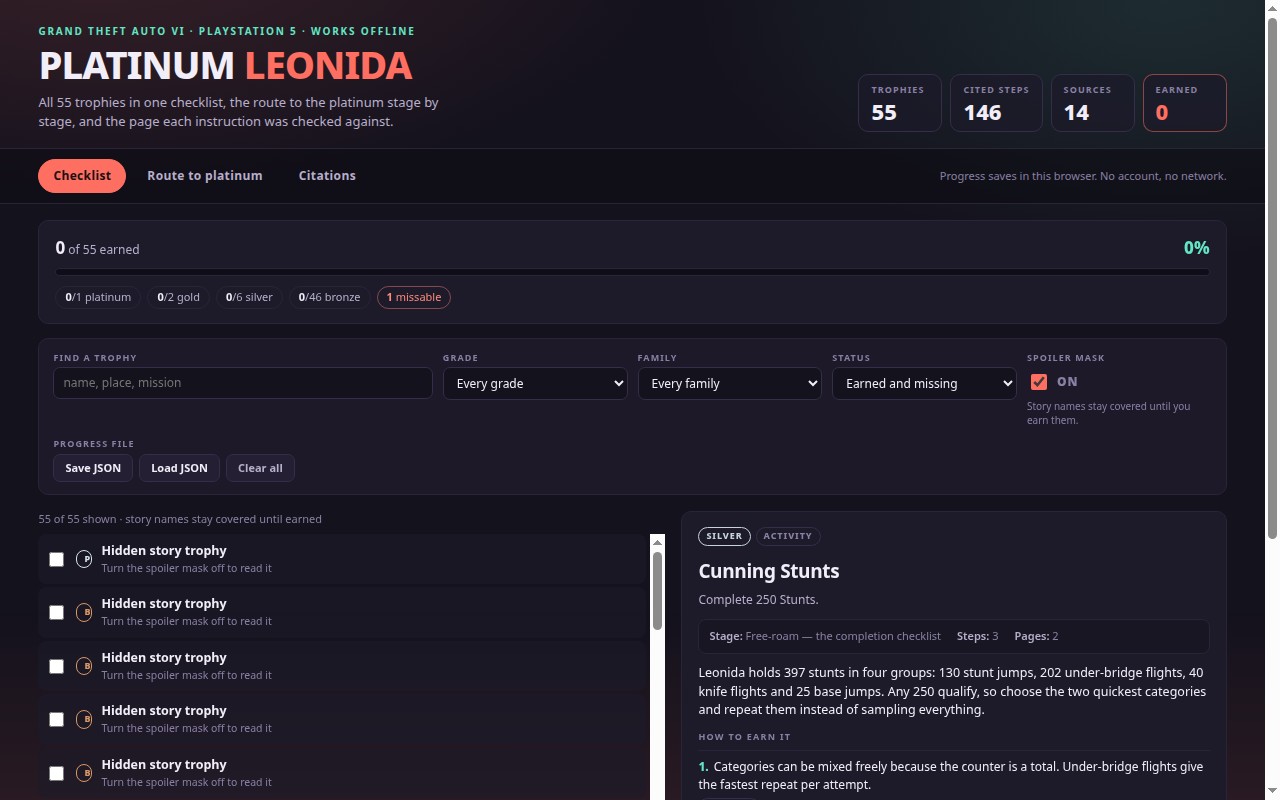 GRAND THEFT AUTO VI · PLAYSTATION 5 · WORKS OFFLINE
PLATINUM LEONIDA
All 55 trophies in one checklist, the route to the platinum stage by
stage, and the page each instruction was checked against.
TROPHIES
55
CITED STEPS
146
SOURCES
14
EARNED
0
Checklist
Route to platinum
Citations
Progress saves in this browser. No account, no network.
0 of 55 earned
0%
0/1 platinum
0/2 gold
0/6 silver
0/46 bronze
1 missable
FIND A TROPHY
name, place, mission
GRADE
Every grade
FAMILY
Every family
STATUS
Earned and missing
SPOILER MASK
ON
Story names stay covered until you
earn them.
PROGRESS FILE
Save JSON
Load JSON
Clear all
55 of 55 shown · story names stay covered until earned
P
Hidden story trophy
Turn the spoiler mask off to read it
B
Hidden story trophy
Turn the spoiler mask off to read it
B
Hidden story trophy
Turn the spoiler mask off to read it
B
Hidden story trophy
Turn the spoiler mask off to read it
B
Hidden story trophy
Turn the spoiler mask off to read it
SILVER
ACTIVITY
Cunning Stunts
Complete 250 Stunts.
Stage: Free-roam — the completion checklist Steps: 3 Pages: 2
Leonida holds 397 stunts in four groups: 130 stunt jumps, 202 under-bridge flights, 40
knife flights and 25 base jumps. Any 250 qualify, so choose the two quickest categories
and repeat them instead of sampling everything.
HOW TO EARN IT
1. Categories can be mixed freely because the counter is a total. Under-bridge flights give
the fastest repeat per attempt.